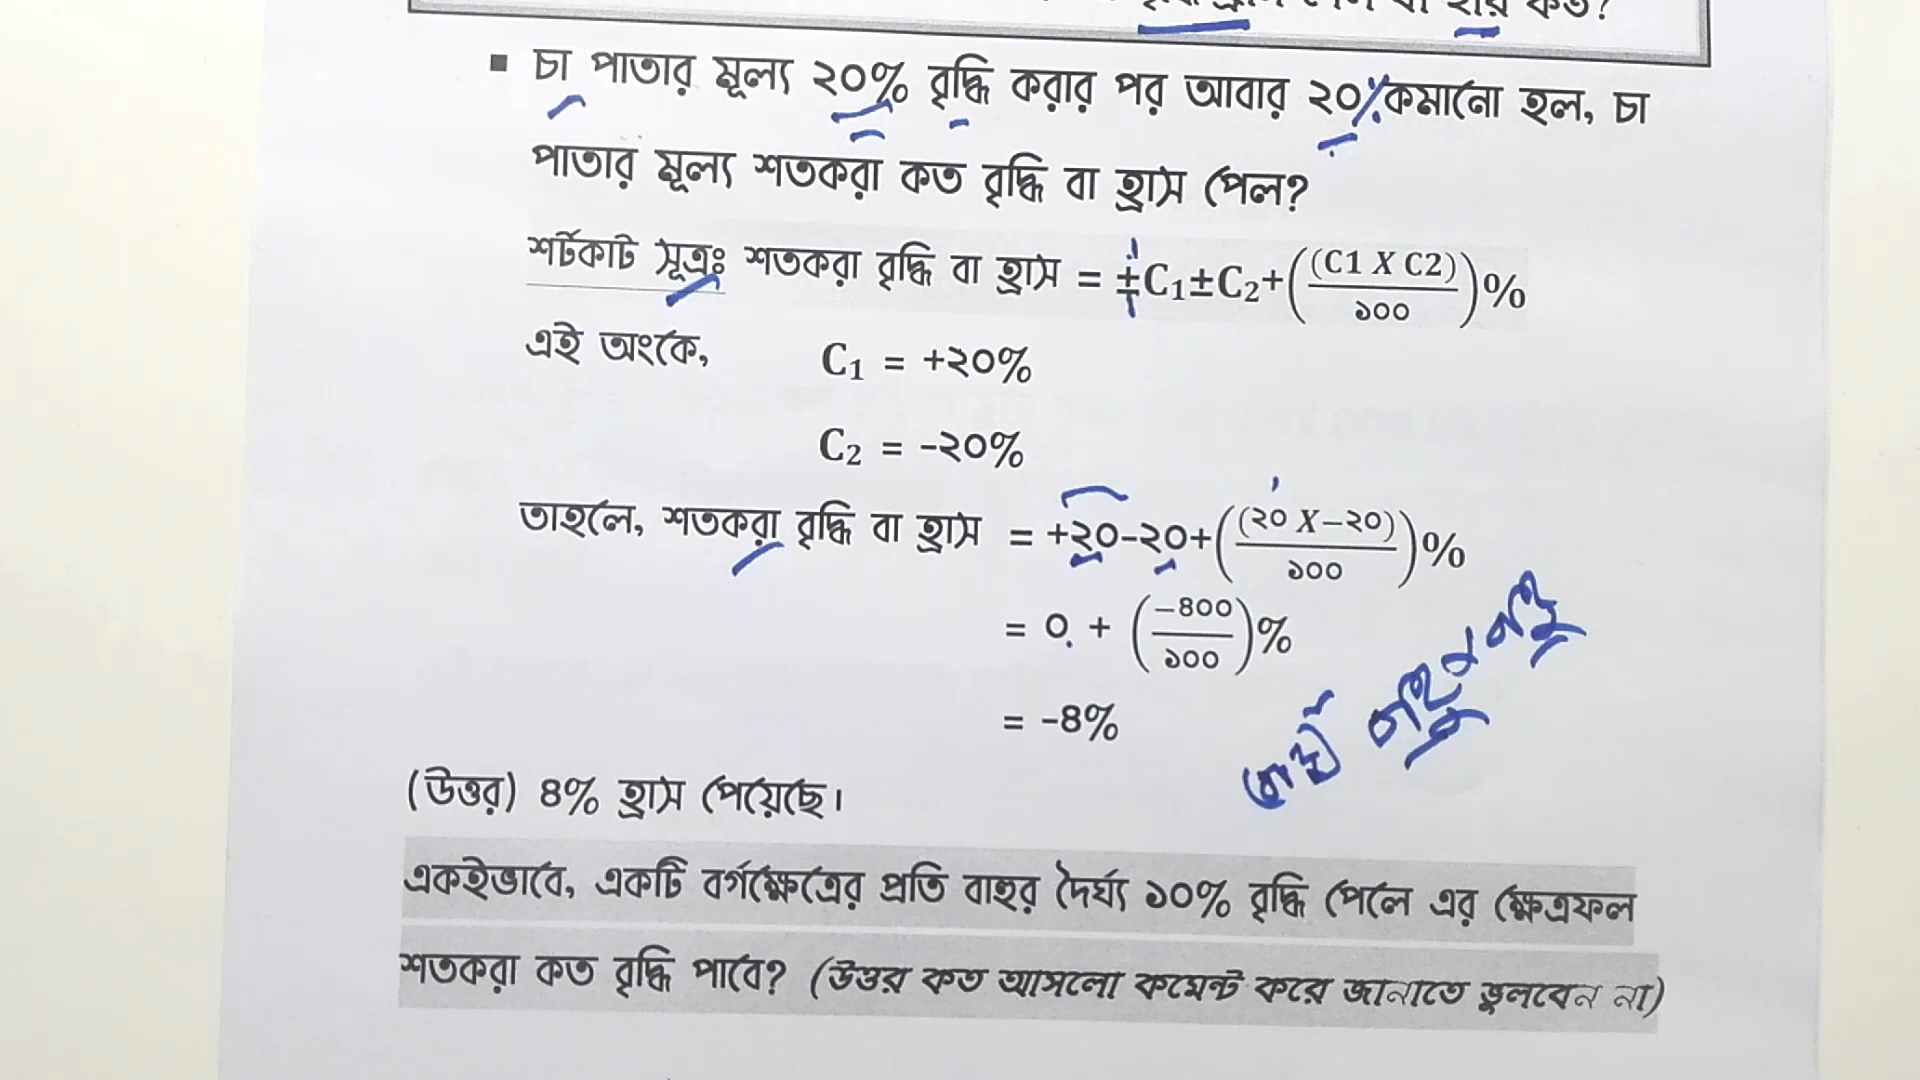 হার কত?
▪ চা পাতার মূল্য ২০% বৃদ্ধি করার পর আবার ২০% কমানো হল, চা
পাতার মূল্য শতকরা কত বৃদ্ধি বা হ্রাস পেল?
শর্টকাট সূত্রঃ শতকরা বৃদ্ধি বা হ্রাস = ±C₁±C₂+((C1 X C2)/১০০)%
এই অংকে, C₁ = +২০%
C₂ = -২০%
তাহলে, শতকরা বৃদ্ধি বা হ্রাস = +২০-২০+((২০ X-২০)/১০০)%
= ০ + (-৪০০/১০০)%
= -৪%
(উত্তর) ৪% হ্রাস পেয়েছে।
একইভাবে, একটি বর্গক্ষেত্রের প্রতি বাহুর দৈর্ঘ্য ১০% বৃদ্ধি পেলে এর ক্ষেত্রফল
শতকরা কত বৃদ্ধি পাবে? (উত্তর কত আসলো কমেন্ট করে জানাতে ভুলবেন না)